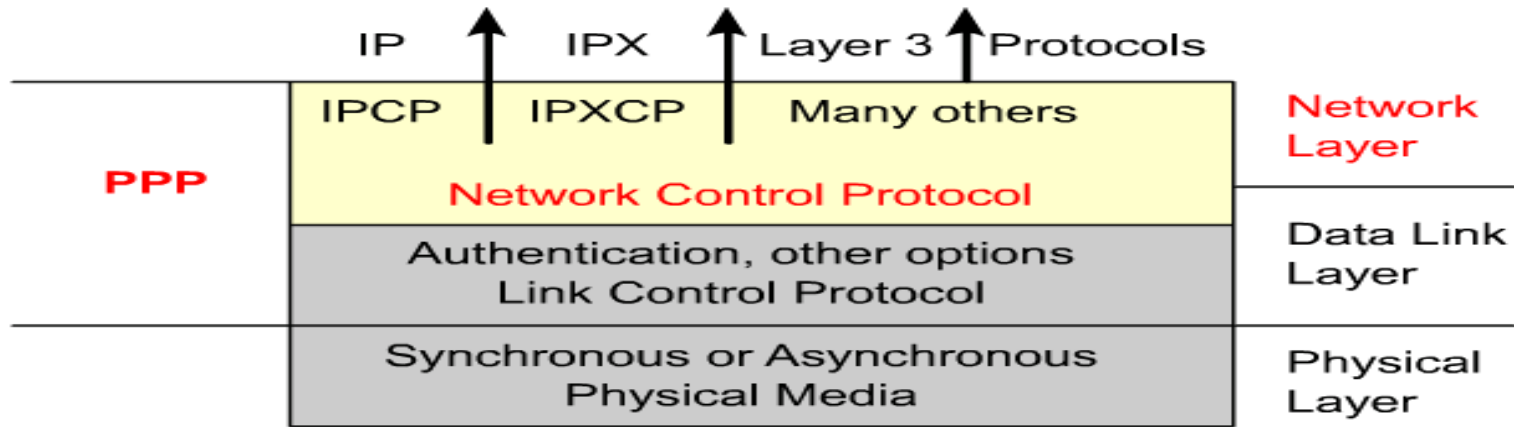 IP IPX Layer 3 Protocols
IPCP IPXCP Many others
Network
Layer
PPP
Network Control Protocol
Authentication, other options
Link Control Protocol
Data Link
Layer
Synchronous or Asynchronous
Physical Media
Physical
Layer